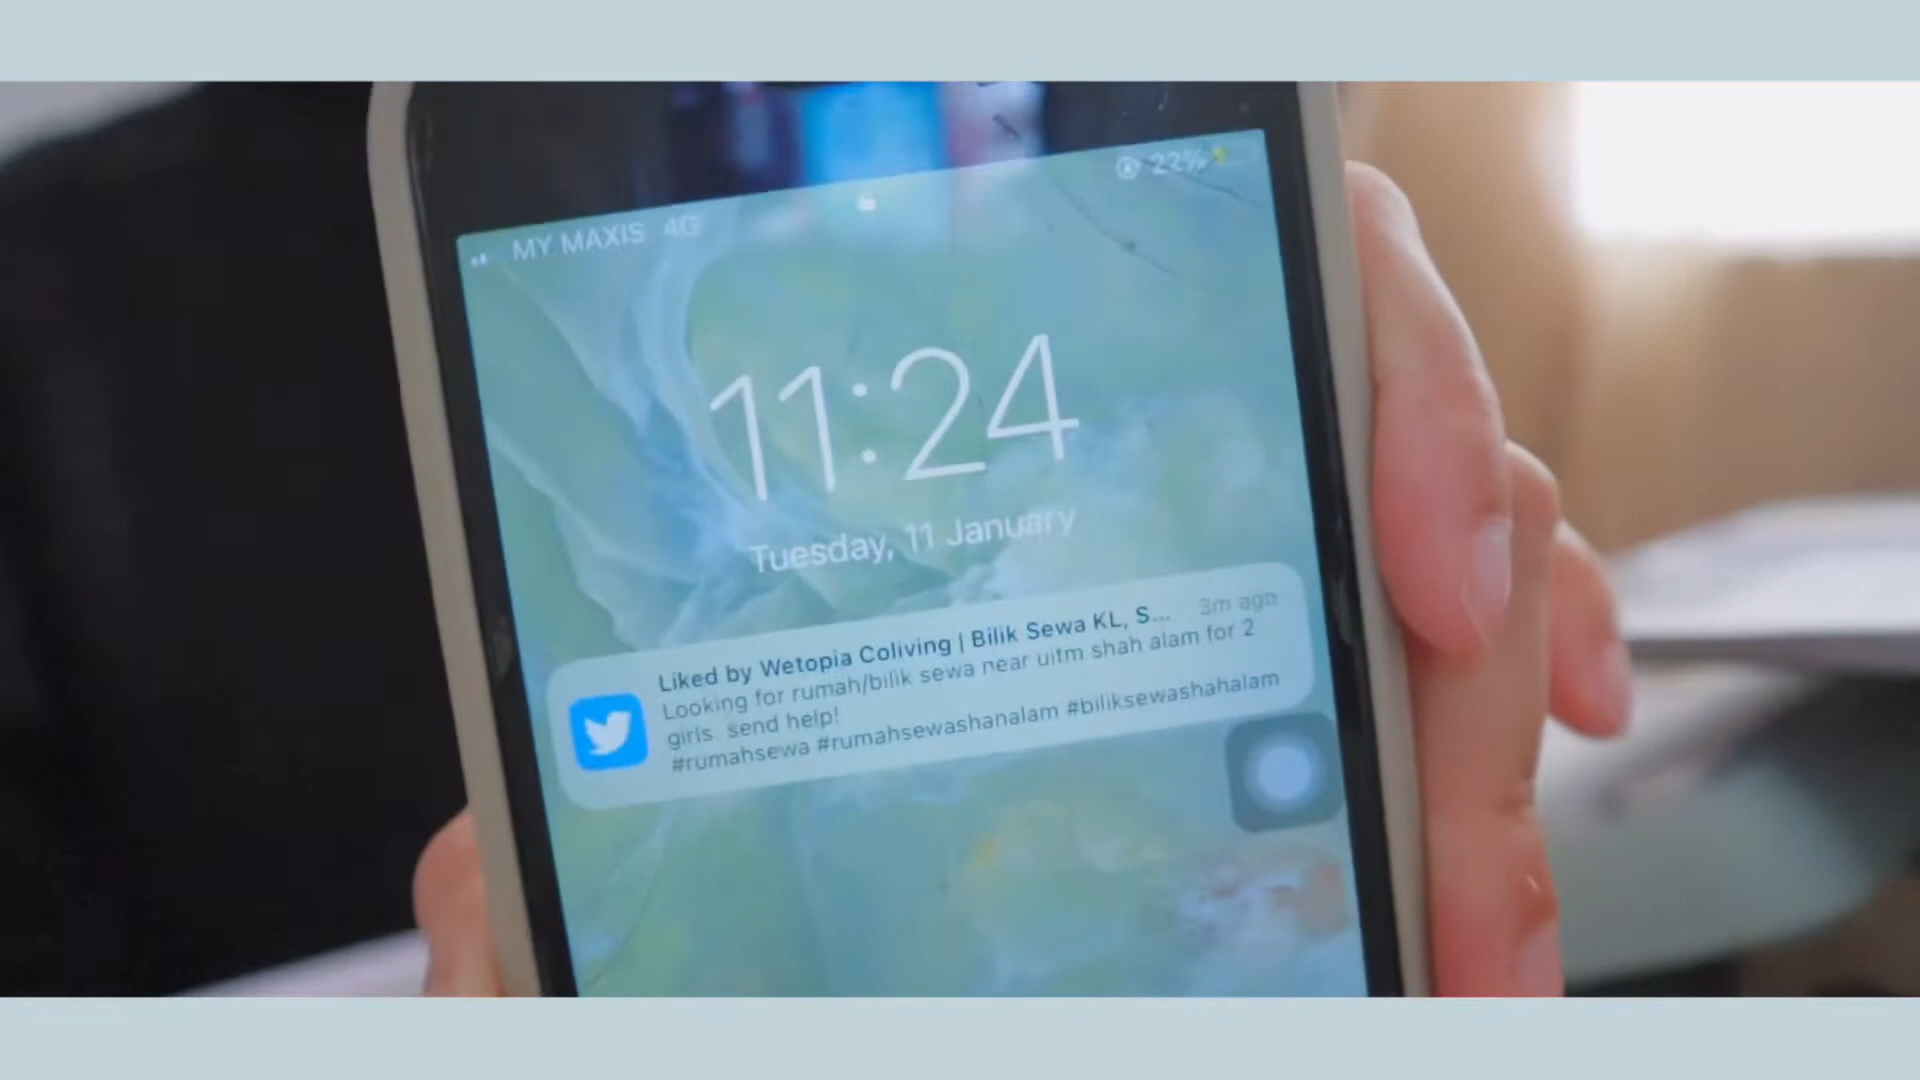 MY MAXIS 4G
22%
11:24
Tuesday, 11 January
Liked by Wetopia Coliving | Bilik Sewa KL, S... 3m ago
Looking for rumah/bilik sewa near uitm shah alam for 2
girls. send help!
#rumahsewa #rumahsewashahalam #biliksewashahalam